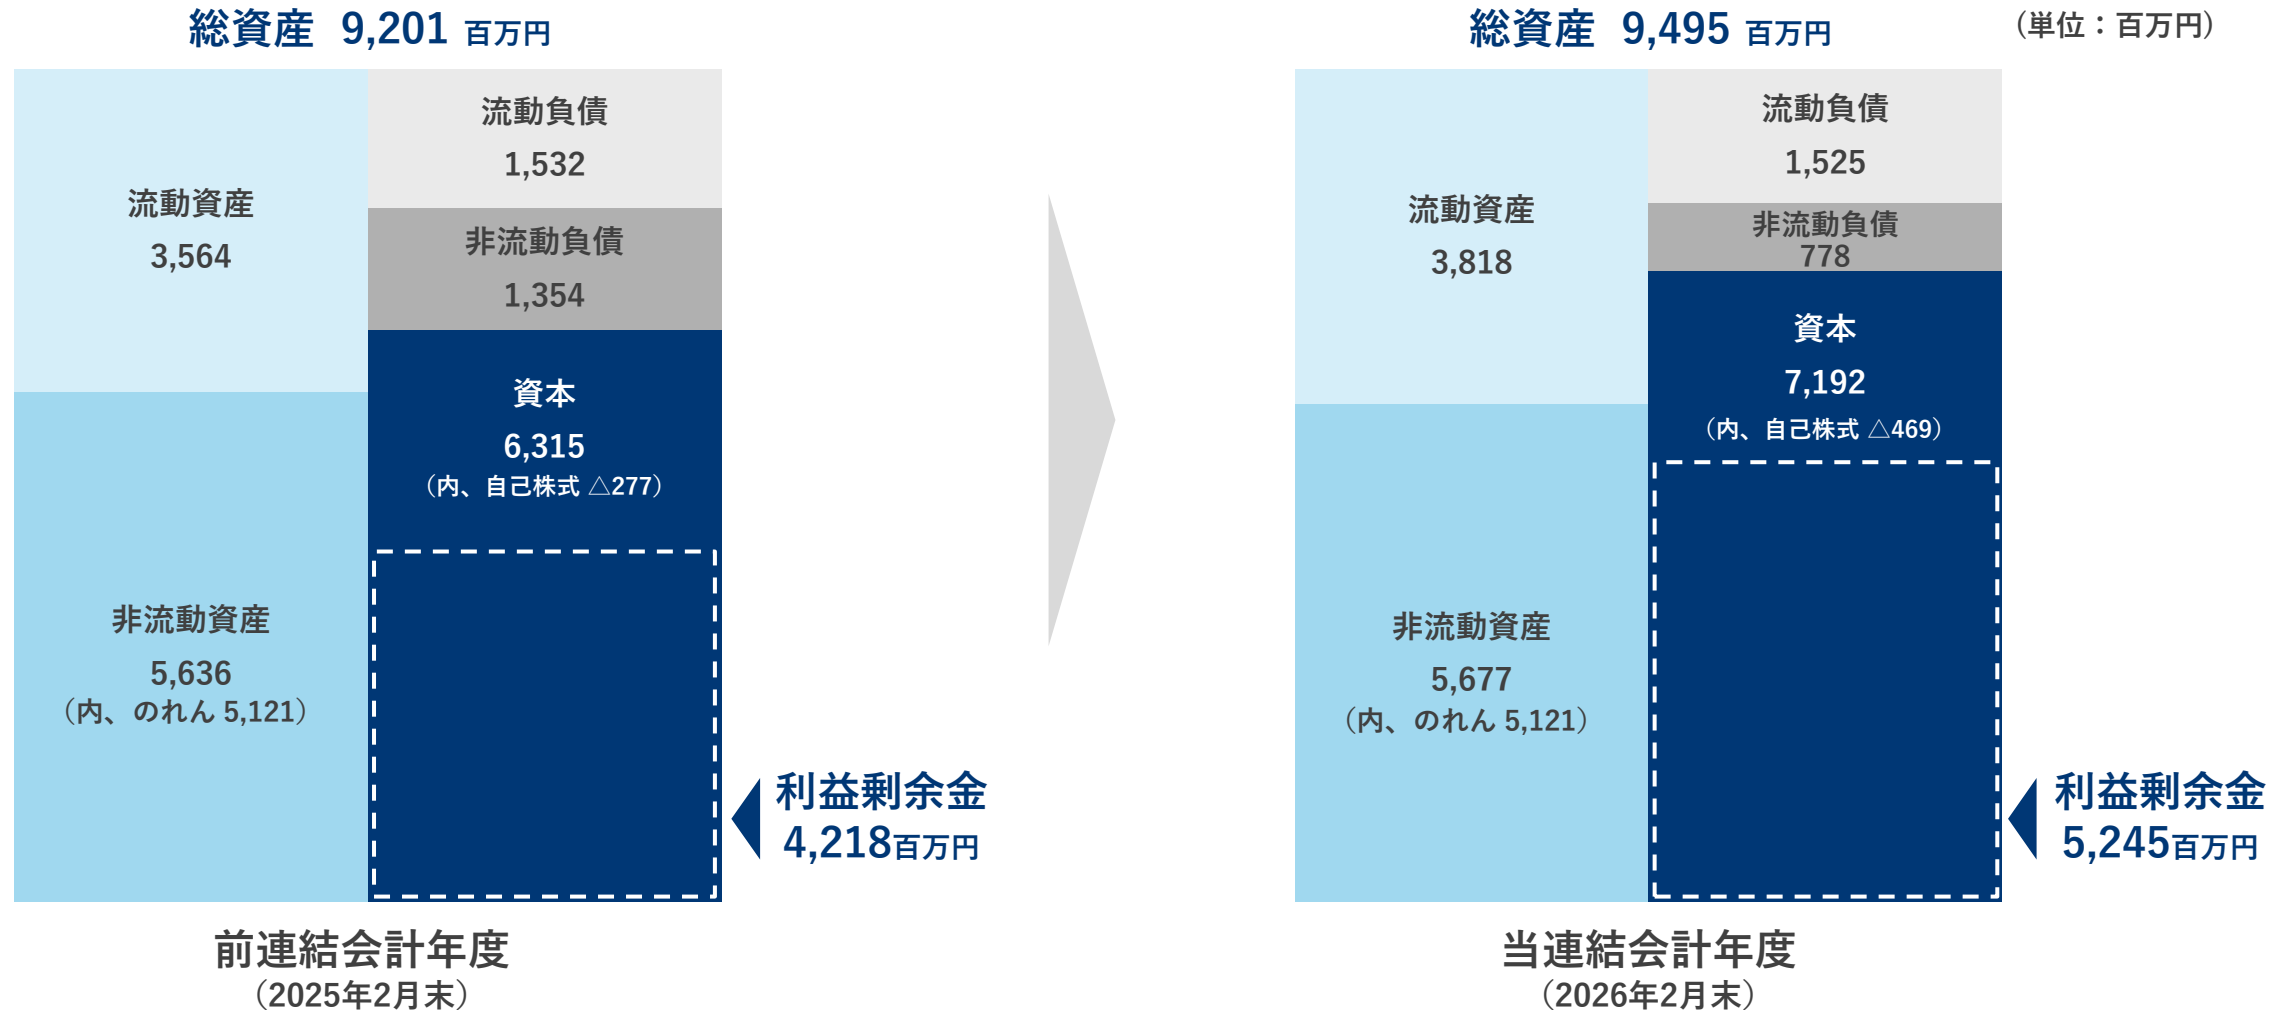 総資産 9,201 百万円
流動資産
3,564
非流動資産
5,636
（内、のれん 5,121）
流動負債
1,532
非流動負債
1,354
資本
6,315
（内、自己株式 △277）
利益剰余金
4,218百万円
前連結会計年度
（2025年2月末）
総資産 9,495 百万円
（単位：百万円）
流動資産
3,818
非流動資産
5,677
（内、のれん 5,121）
流動負債
1,525
非流動負債
778
資本
7,192
（内、自己株式 △469）
利益剰余金
5,245百万円
当連結会計年度
（2026年2月末）